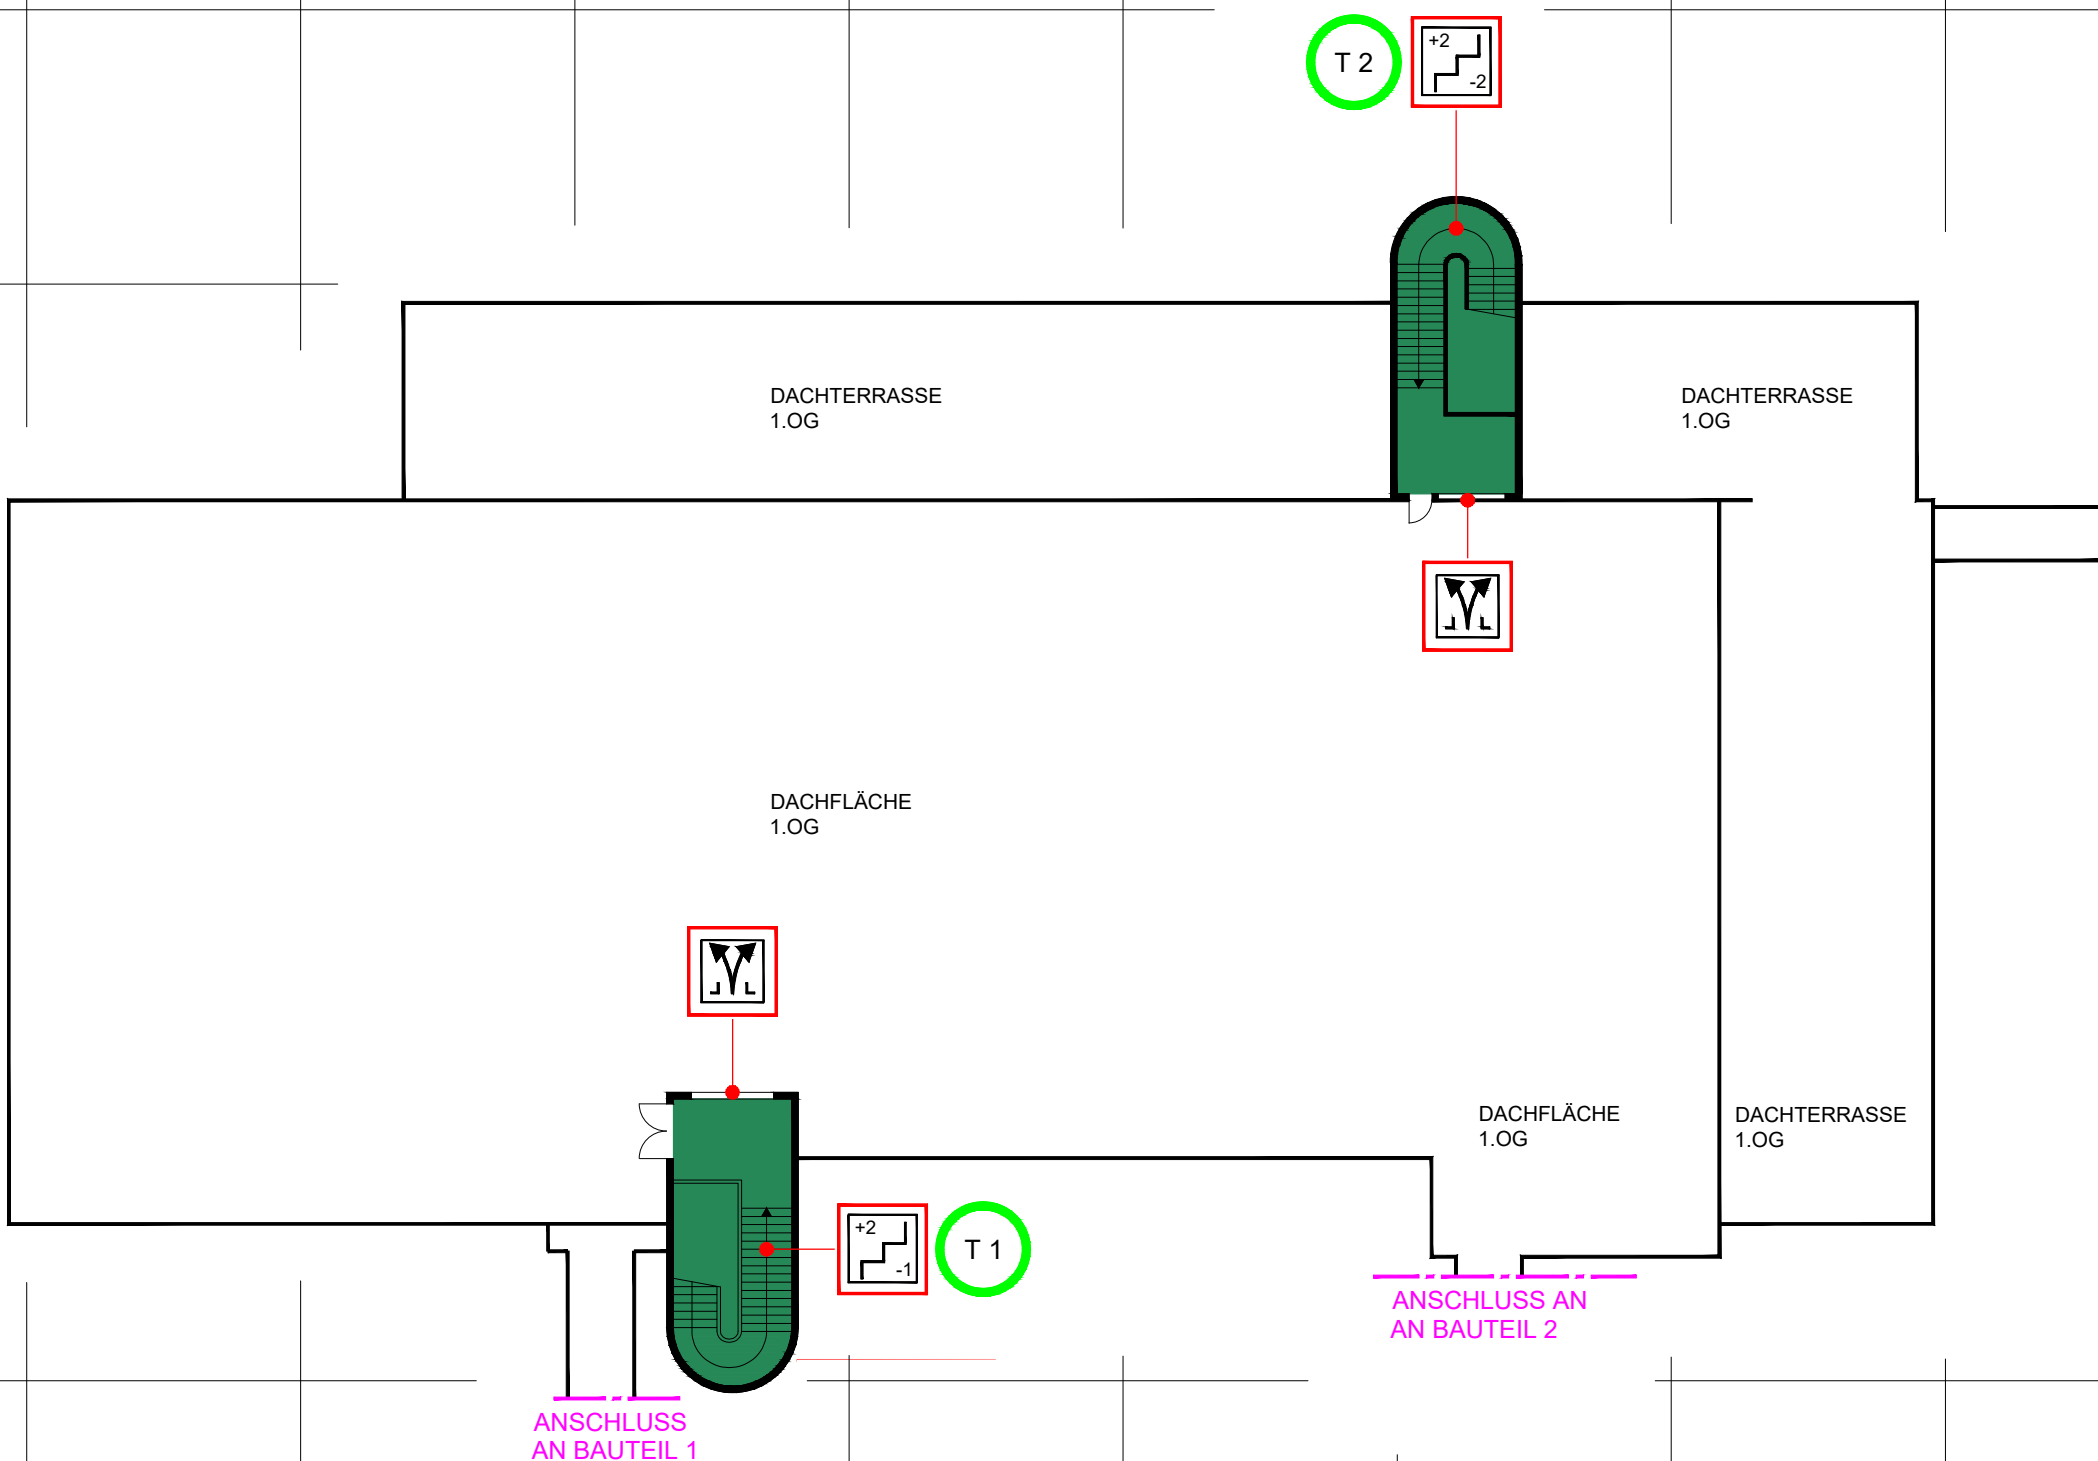 T 2
+2
-2
DACHTERRASSE
1.OG
DACHTERRASSE
1.OG
DACHFLÄCHE
1.OG
DACHFLÄCHE
1.OG
DACHTERRASSE
1.OG
+2
-1
T 1
ANSCHLUSS AN
AN BAUTEIL 2
ANSCHLUSS
AN BAUTEIL 1